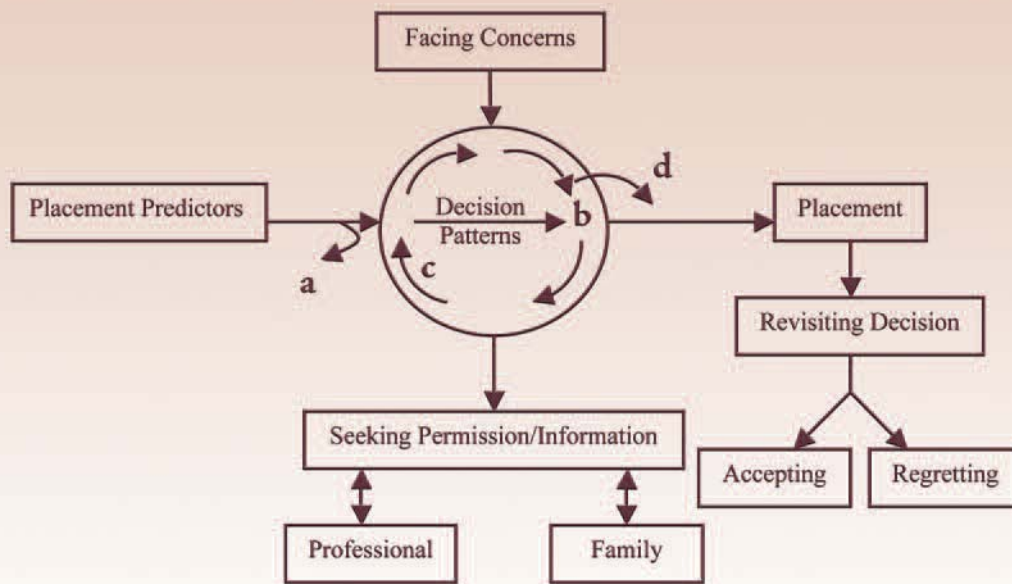 Facing Concerns
d
Placement Predictors
Decision
Patterns
b
Placement
a
c
Revisiting Decision
Seeking Permission/Information
Accepting
Regretting
Professional
Family